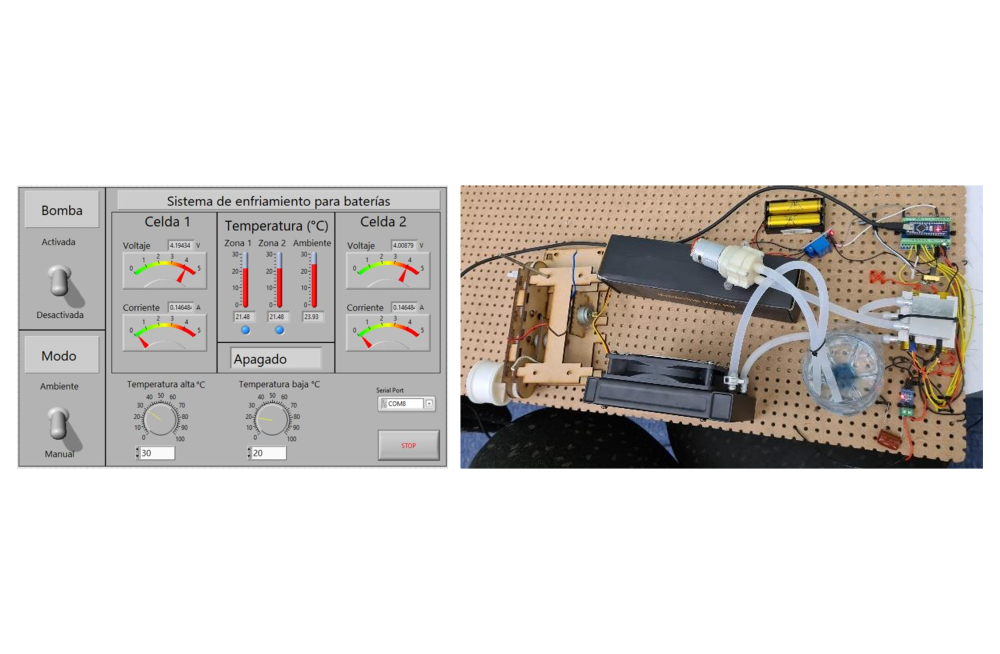 Bomba
Activada
Desactivada
Modo
Ambiente
Manual
Sistema de enfriamiento para baterías
Celda 1
Voltaje 4.19434 V
0 1 2 3 4 5
Corriente 0.14648 A
0 1 2 3 4 5
Temperatura (°C)
Zona 1 Zona 2 Ambiente
30 30 30
20 20 20
10 10 10
0 0 0
21.48 21.48 23.93
Apagado
Celda 2
Voltaje 4.00879 V
0 1 2 3 4 5
Corriente 0.14648 A
0 1 2 3 4 5
Temperatura alta °C
0 10 20 30 40 50 60 70 80 90 100
30
Temperatura baja °C
0 10 20 30 40 50 60 70 80 90 100
20
Serial Port
COM8
STOP